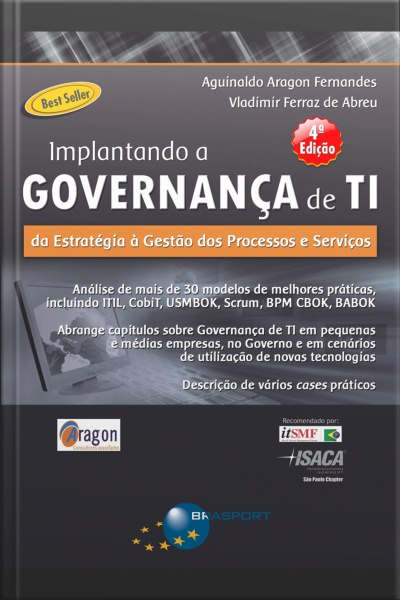 Aguinaldo Aragon Fernandes
Vladimir Ferraz de Abreu
Best Seller
4ª
Edição
Implantando a
GOVERNANÇA de TI
da Estratégia à Gestão dos Processos e Serviços
Análise de mais de 30 modelos de melhores práticas,
incluindo ITIL, CobiT, USMBOK, Scrum, BPM CBOK, BABOK
Abrange capítulos sobre Governança de TI em pequenas
e médias empresas, no Governo e em cenários
de utilização de novas tecnologias
Descrição de vários cases práticos
Aragon
Consultores Associados
Recomendado por:
itSMF
ISACA
São Paulo Chapter
BRASPORT